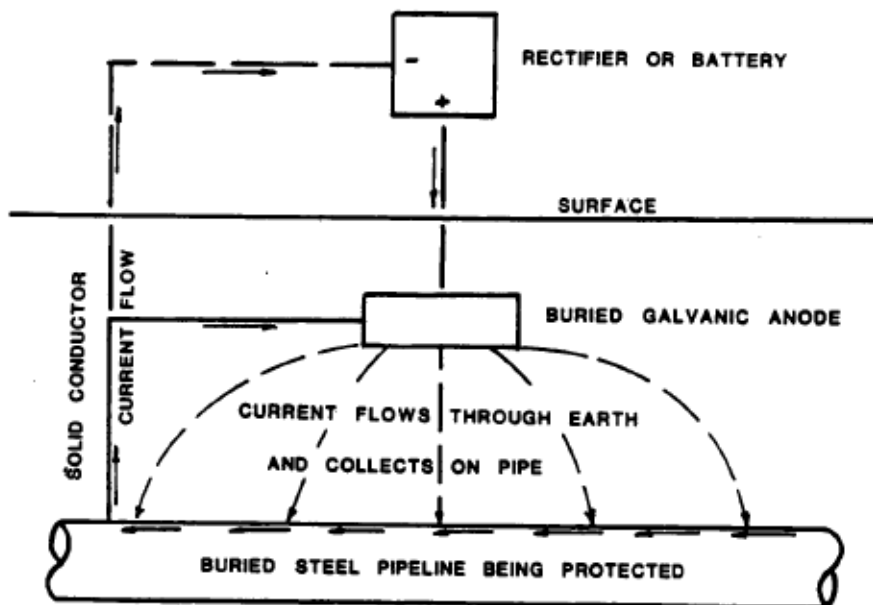 -
RECTIFIER OR BATTERY
+
SURFACE
SOLID CONDUCTOR
CURRENT FLOW
BURIED GALVANIC ANODE
CURRENT FLOWS THROUGH EARTH
AND COLLECTS ON PIPE
BURIED STEEL PIPELINE BEING PROTECTED